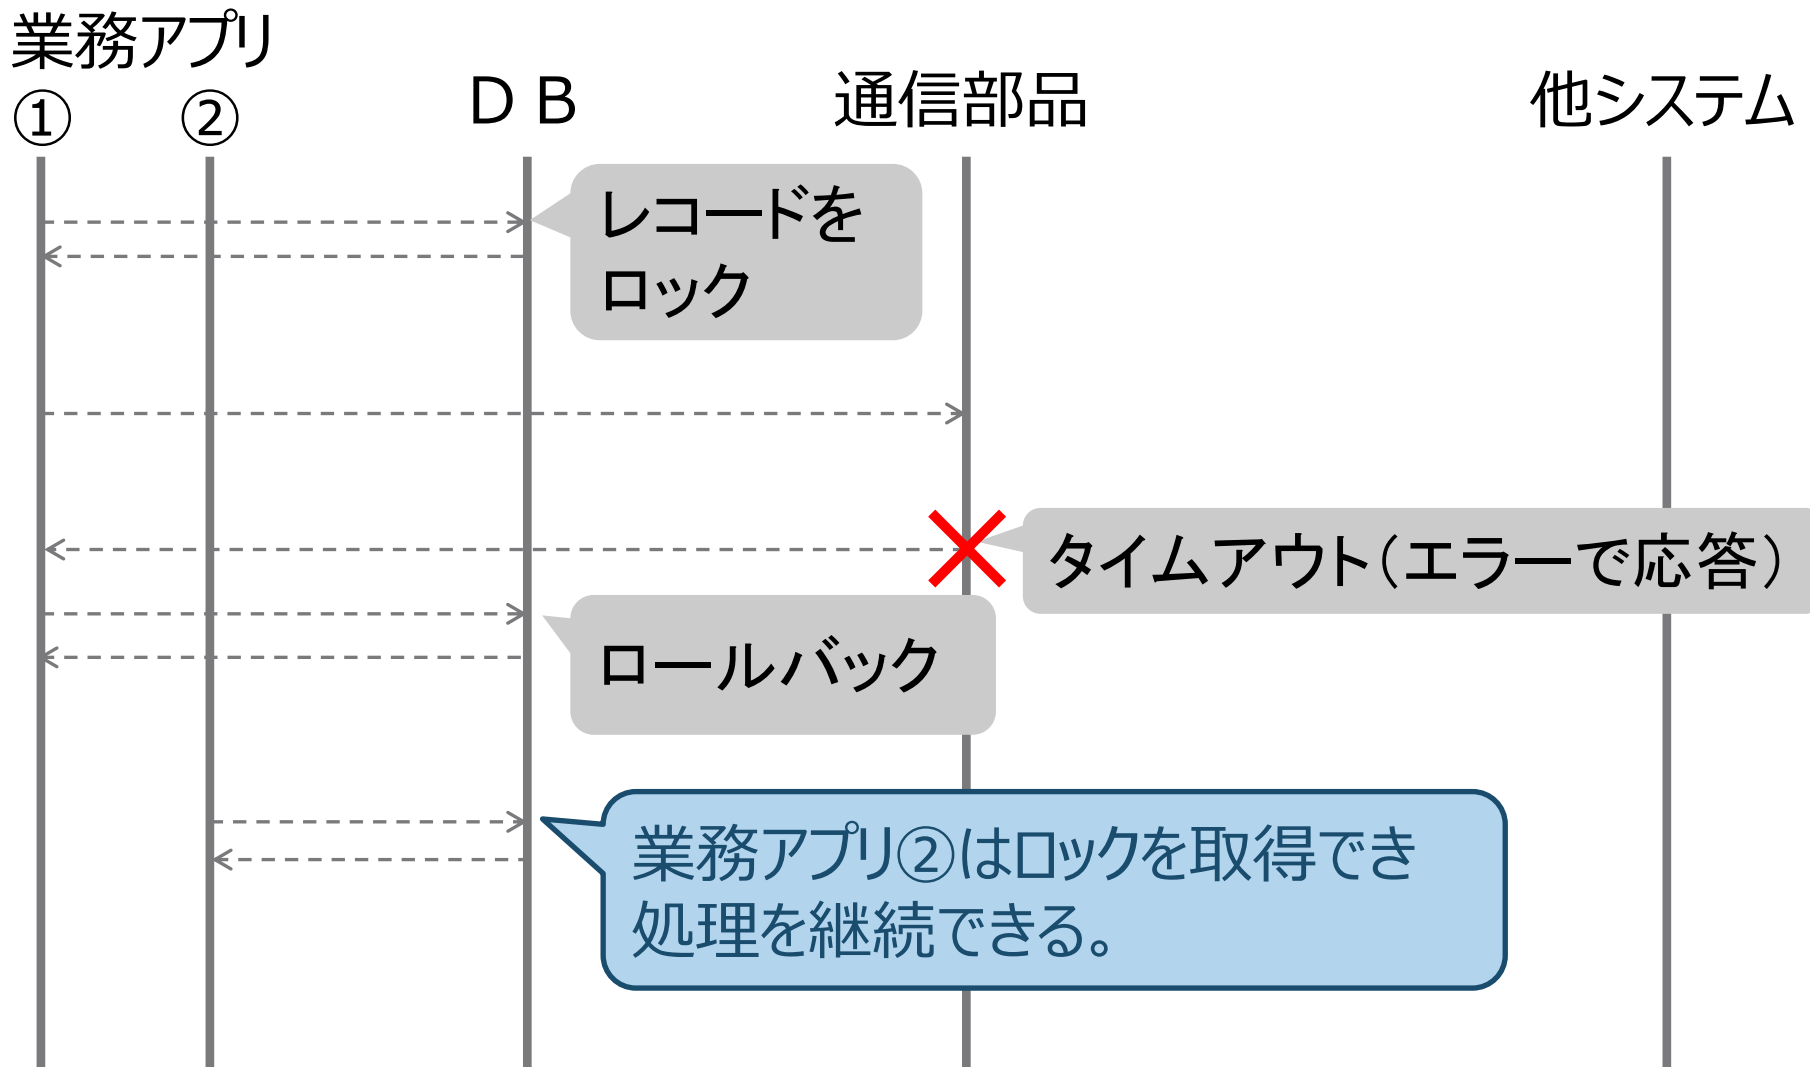 業務アプリ
① ② ＤＢ 通信部品 他システム
レコードを
ロック
タイムアウト（エラーで応答）
ロールバック
業務アプリ②はロックを取得でき
処理を継続できる。